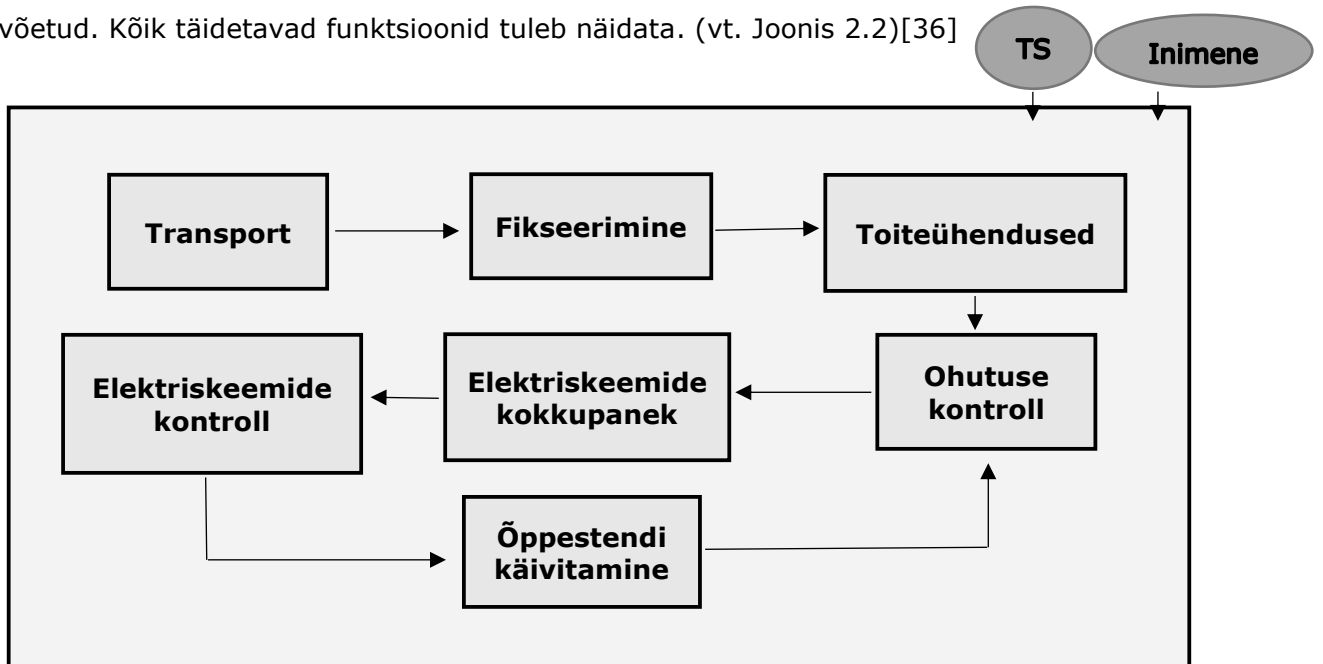 võetud. Kõik täidetavad funktsioonid tuleb näidata. (vt. Joonis 2.2)[36]
TS
Inimene
Transport
Fikseerimine
Toiteühendused
Ohutuse
kontroll
Elektriskeemide
kokkupanek
Elektriskeemide
kontroll
Õppestendi
käivitamine